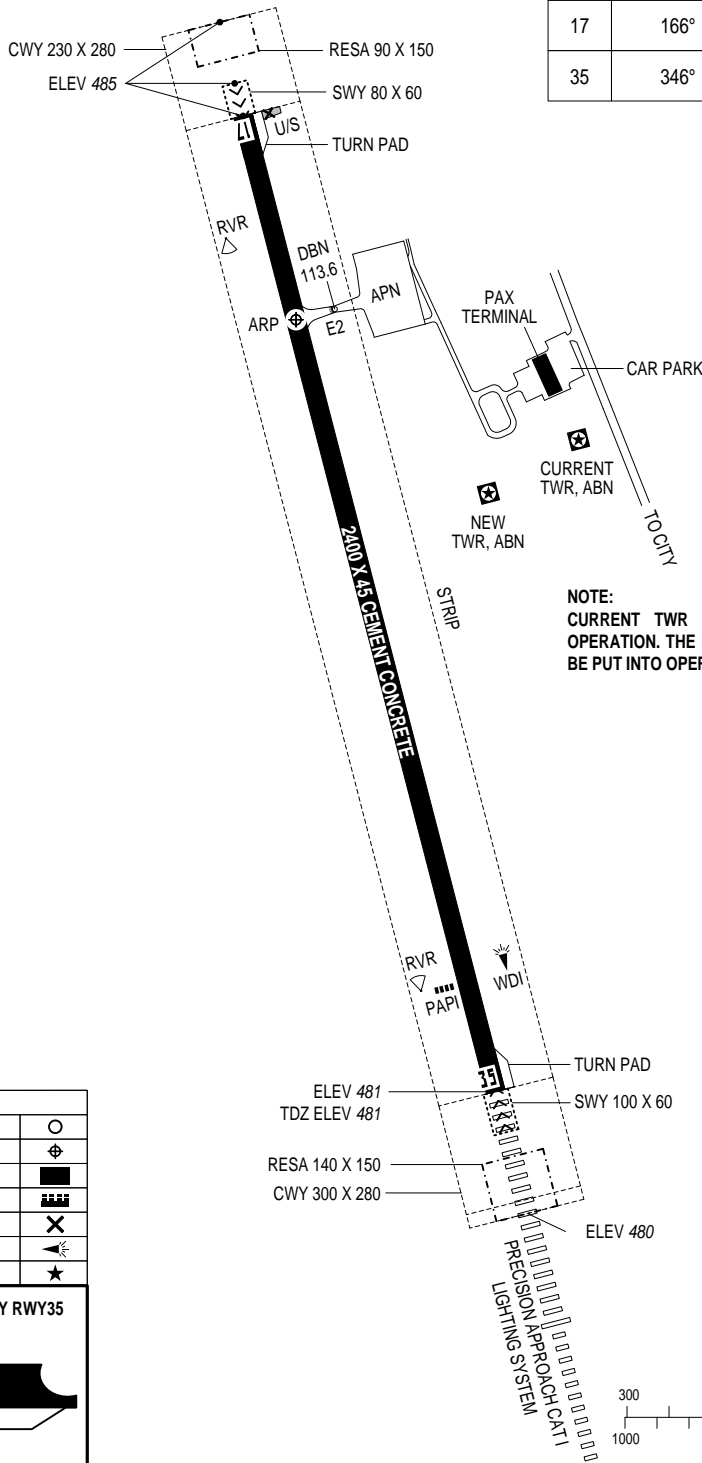 17 166°
35 346°
CWY 230 X 280
RESA 90 X 150
ELEV 485
SWY 80 X 60
U/S
17
TURN PAD
RVR
DBN
113.6
APN
PAX
TERMINAL
ARP
E2
CAR PARK
CURRENT
TWR, ABN
NEW
TWR, ABN
TO CITY
2400 X 45 CEMENT CONCRETE
STRIP
NOTE:
CURRENT TWR
OPERATION. THE
BE PUT INTO OPER
RVR
PAPI
WDI
35
TURN PAD
ELEV 481
TDZ ELEV 481
SWY 100 X 60
RESA 140 X 150
CWY 300 X 280
ELEV 480
PRECISION APPROACH CAT I
LIGHTING SYSTEM
Y RWY35
300
1000